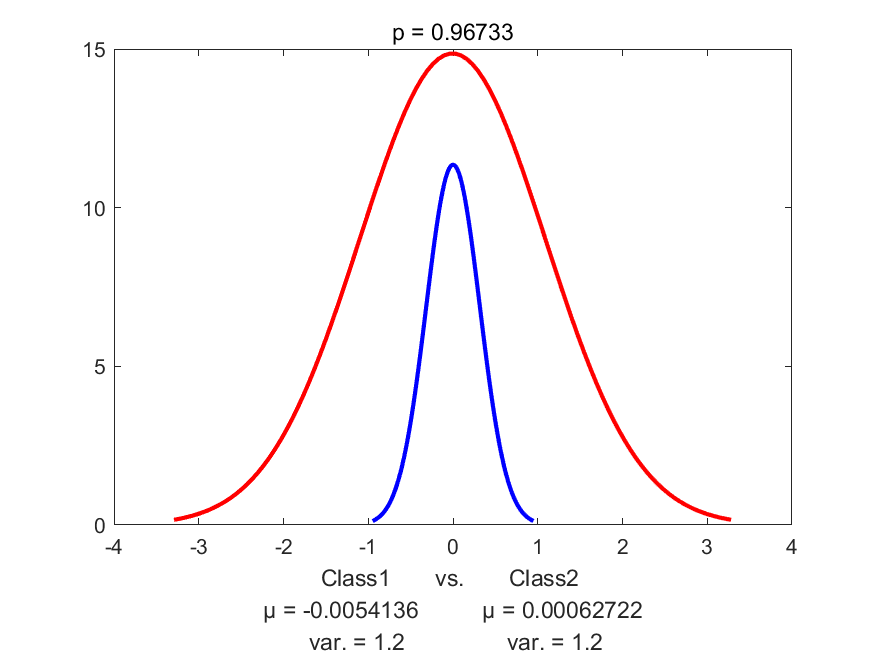 p = 0.96733
15
10
5
0
-4 -3 -2 -1 0 1 2 3 4
Class1 vs. Class2
μ = -0.0054136 μ = 0.00062722
var. = 1.2 var. = 1.2